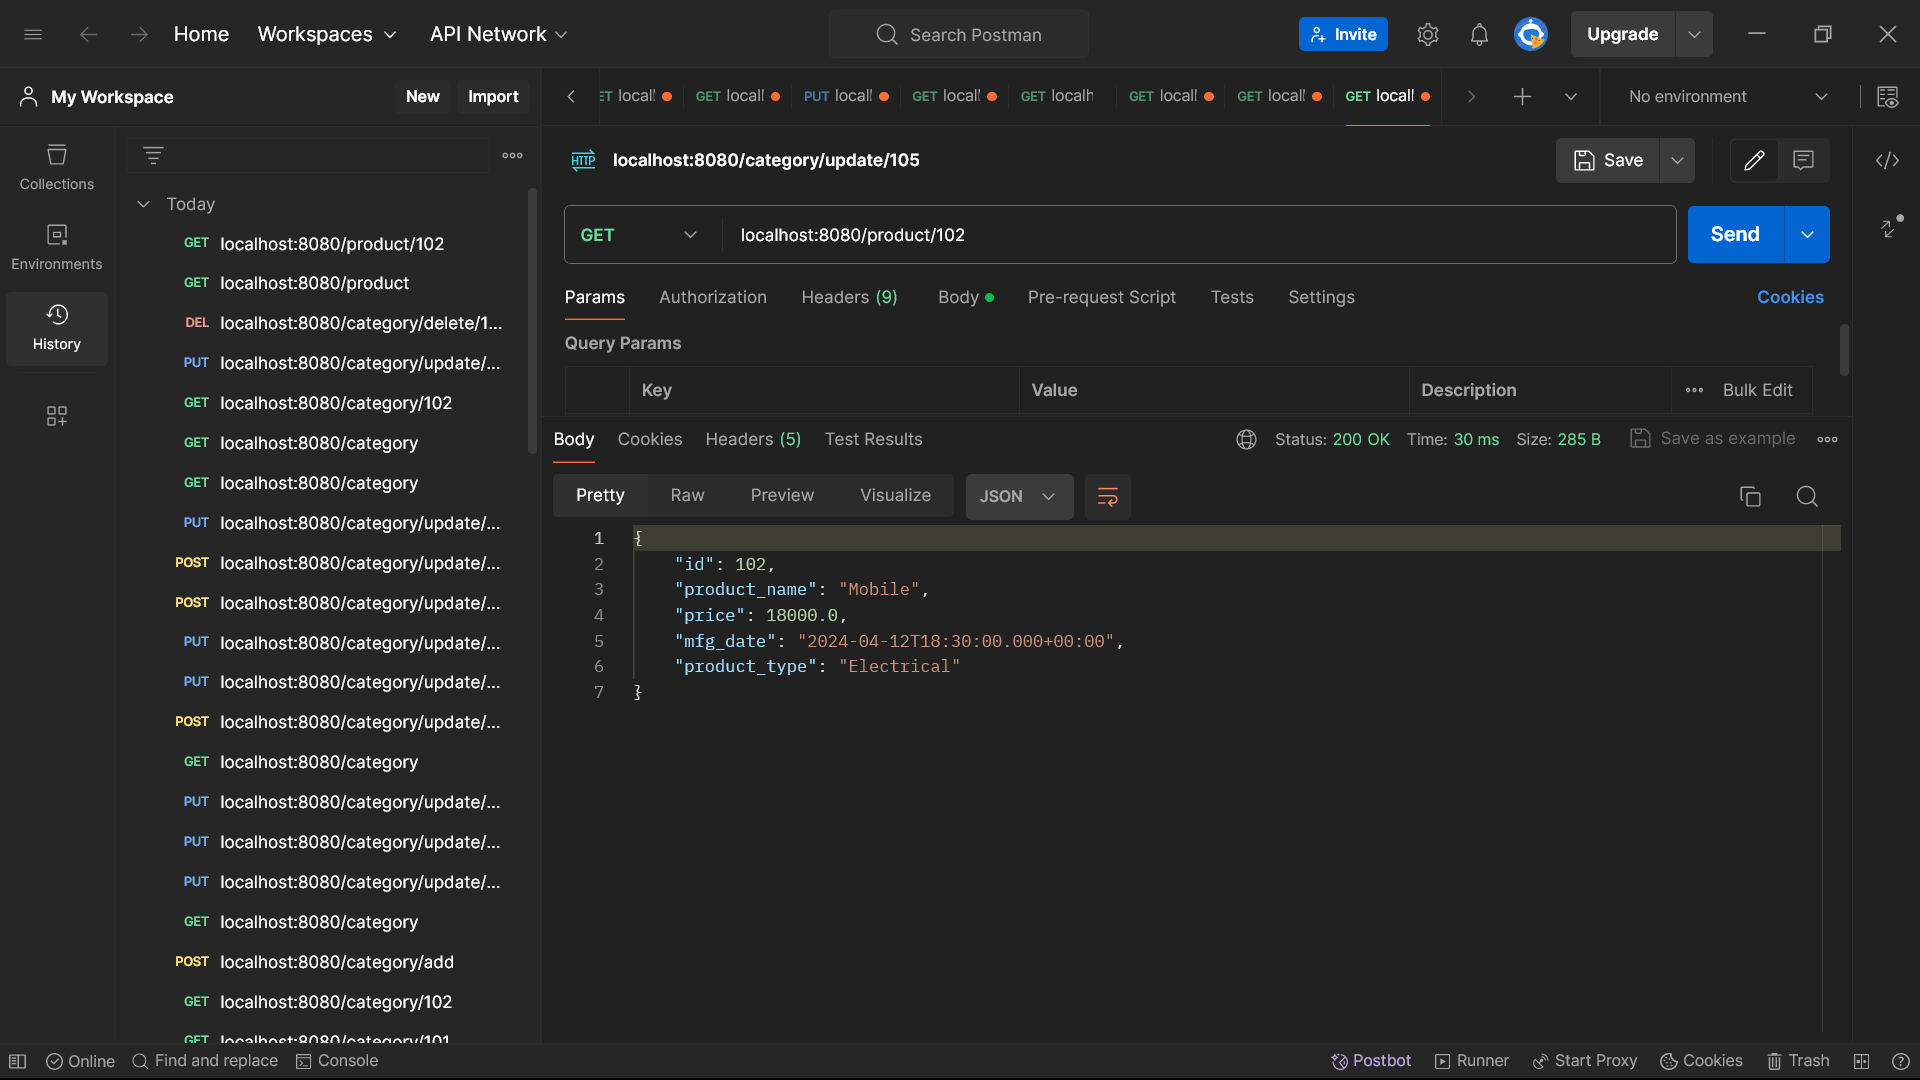 Home Workspaces API Network Search Postman Invite Upgrade
My Workspace New Import
ET locall GET locall PUT locall GET locall GET localh GET locall GET locall GET locall No environment
Collections
Environments
History
Today
GET localhost:8080/product/102
GET localhost:8080/product
DEL localhost:8080/category/delete/1...
PUT localhost:8080/category/update/...
GET localhost:8080/category/102
GET localhost:8080/category
GET localhost:8080/category
PUT localhost:8080/category/update/...
POST localhost:8080/category/update/...
POST localhost:8080/category/update/...
PUT localhost:8080/category/update/...
PUT localhost:8080/category/update/...
POST localhost:8080/category/update/...
GET localhost:8080/category
PUT localhost:8080/category/update/...
PUT localhost:8080/category/update/...
PUT localhost:8080/category/update/...
GET localhost:8080/category
POST localhost:8080/category/add
GET localhost:8080/category/102
GET localhost:8080/category/101
HTTP localhost:8080/category/update/105 Save
GET localhost:8080/product/102 Send
Params Authorization Headers (9) Body Pre-request Script Tests Settings Cookies
Query Params
Key Value Description Bulk Edit
Body Cookies Headers (5) Test Results Status: 200 OK Time: 30 ms Size: 285 B Save as example
Pretty Raw Preview Visualize JSON
1 {
2 "id": 102,
3 "product_name": "Mobile",
4 "price": 18000.0,
5 "mfg_date": "2024-04-12T18:30:00.000+00:00",
6 "product_type": "Electrical"
7 }
Online Find and replace Console Postbot Runner Start Proxy Cookies Trash